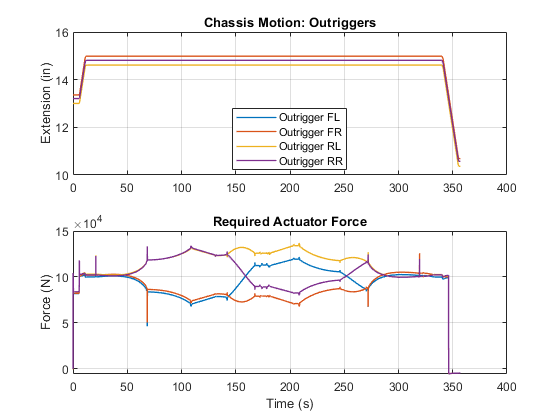 Chassis Motion: Outriggers
16
14
12
10
Extension (in)
0 50 100 150 200 250 300 350 400
Outrigger FL
Outrigger FR
Outrigger RL
Outrigger RR
×10⁴
Required Actuator Force
15
10
5
0
Force (N)
0 50 100 150 200 250 300 350 400
Time (s)